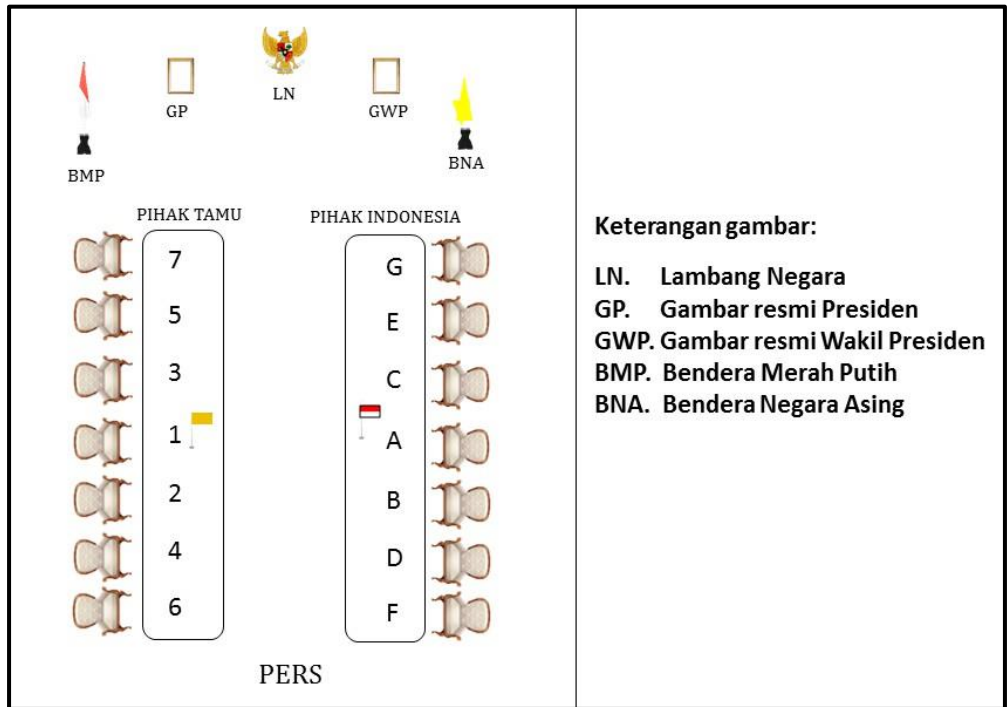 LN
GP
GWP
BMP
BNA
PIHAK TAMU
PIHAK INDONESIA
7
5
3
1
2
4
6
G
E
C
A
B
D
F
PERS
Keterangan gambar:
LN. Lambang Negara
GP. Gambar resmi Presiden
GWP. Gambar resmi Wakil Presiden
BMP. Bendera Merah Putih
BNA. Bendera Negara Asing